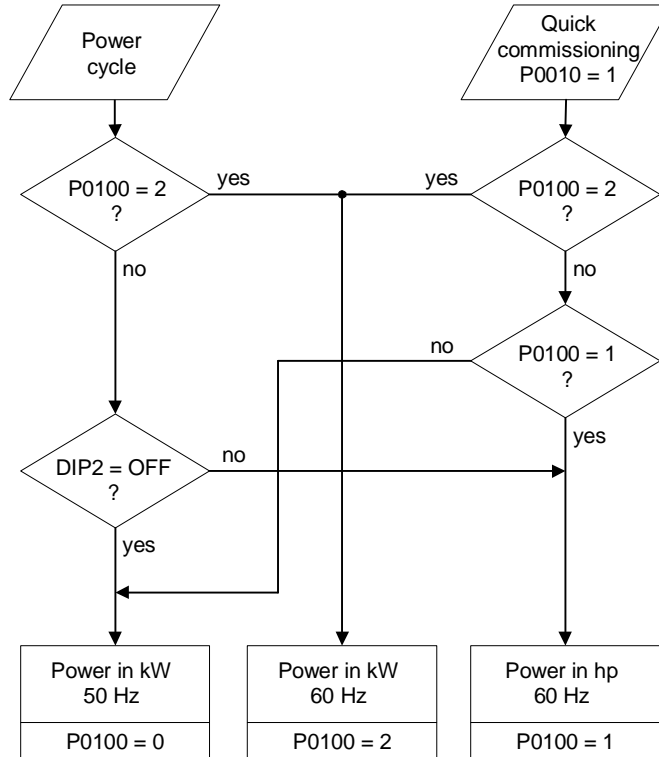 Power
cycle
Quick
commissioning
P0010 = 1
P0100 = 2
?
yes
yes
P0100 = 2
?
no
no
no
P0100 = 1
?
yes
DIP2 = OFF
?
no
yes
Power in kW
50 Hz
P0100 = 0
Power in kW
60 Hz
P0100 = 2
Power in hp
60 Hz
P0100 = 1